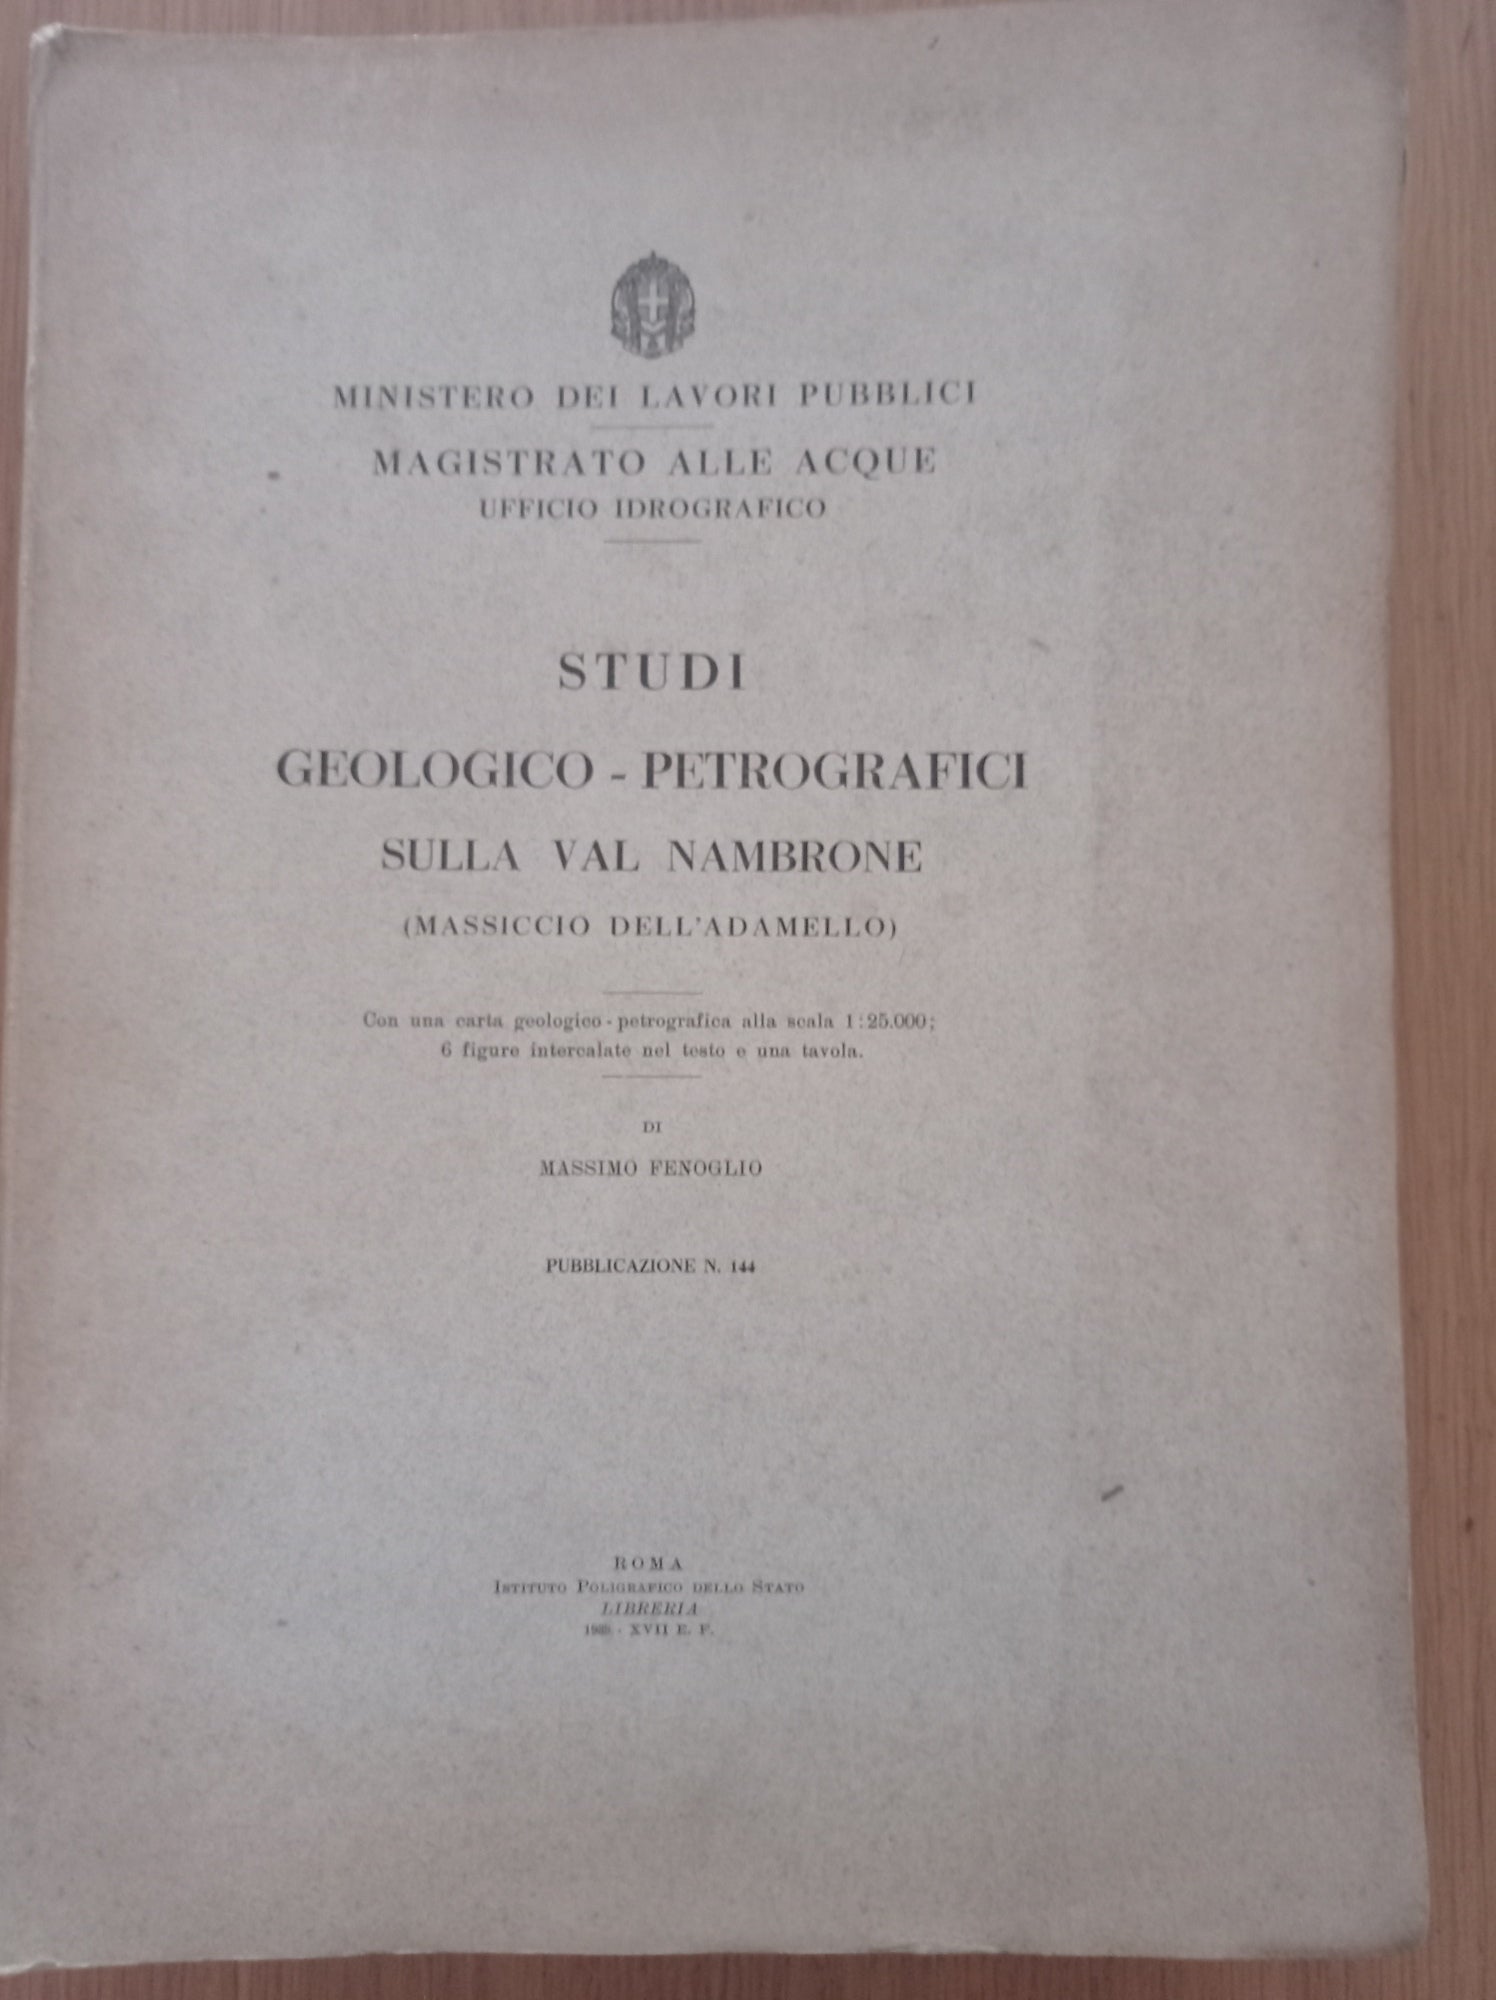 MINISTERO DEI LAVORI PUBBLICI
MAGISTRATO ALLE ACQUE
UFFICIO IDROGRAFICO
STUDI
GEOLOGICO - PETROGRAFICI
SULLA VAL NAMBRONE
(MASSICCIO DELL'ADAMELLO)
Con una carta geologico - petrografica alla scala 1 : 25.000;
6 figure intercalate nel testo e una tavola.
DI
MASSIMO FENOGLIO
PUBBLICAZIONE N. 144
ROMA
ISTITUTO POLIGRAFICO DELLO STATO
LIBRERIA
XVII E. F.